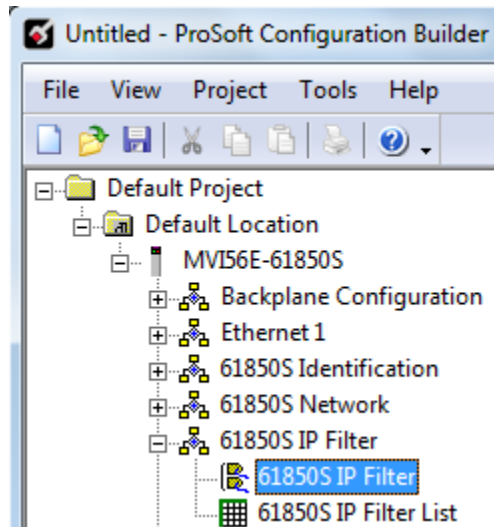 Untitled - ProSoft Configuration Builder
File View Project Tools Help
Default Project
Default Location
MVI56E-61850S
Backplane Configuration
Ethernet 1
61850S Identification
61850S Network
61850S IP Filter
61850S IP Filter
61850S IP Filter List